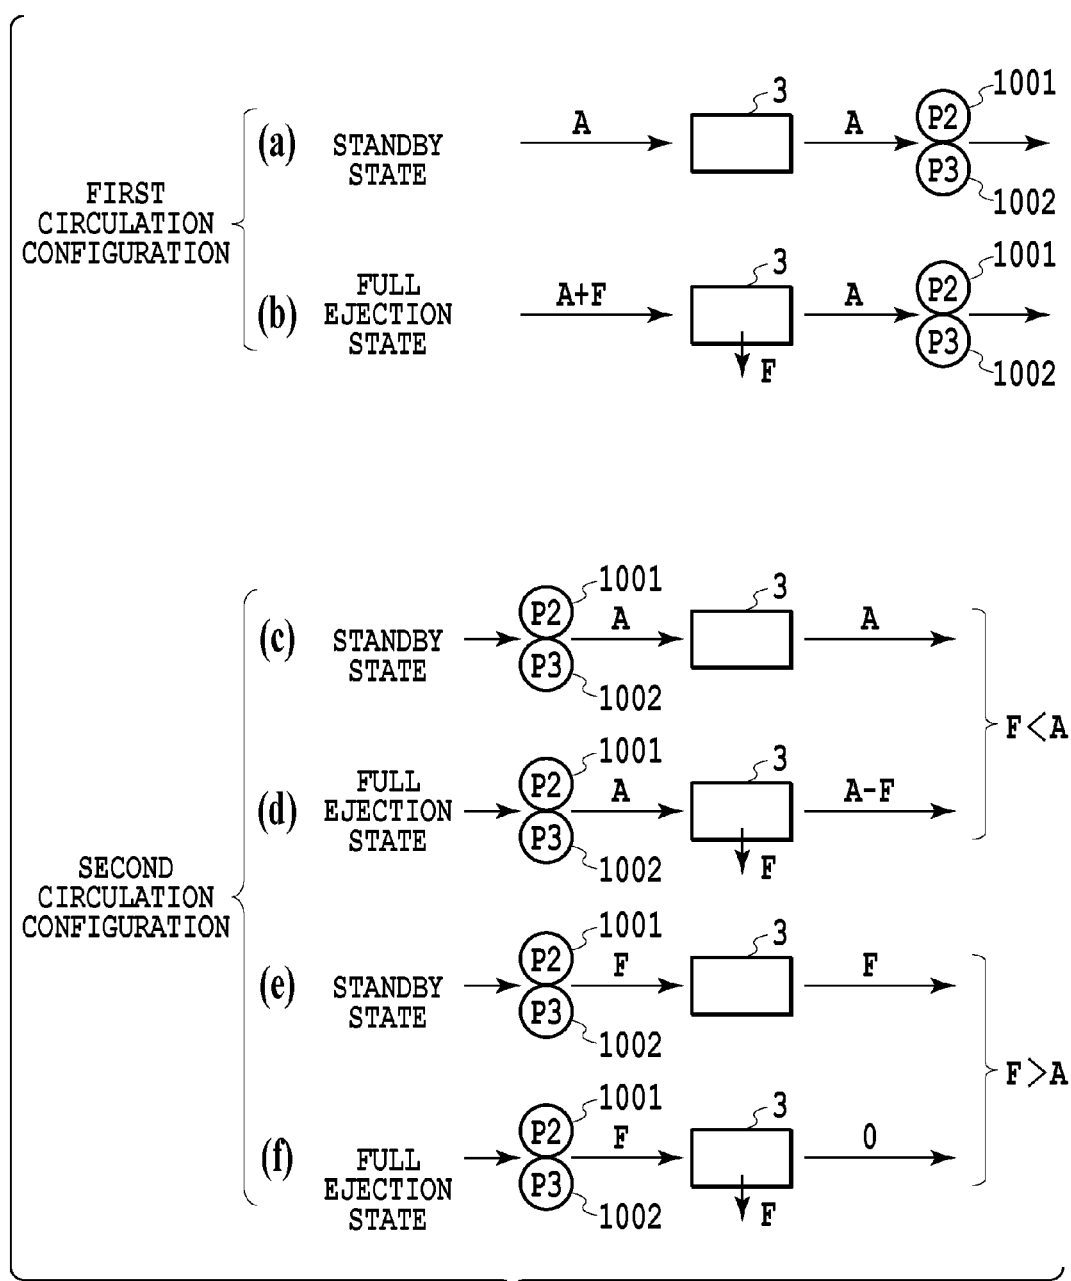 FIRST
CIRCULATION
CONFIGURATION
(a)
STANDBY
STATE
A
3
A
P2
P3
1001
1002
(b)
FULL
EJECTION
STATE
A+F
3
F
A
P2
P3
1001
1002
SECOND
CIRCULATION
CONFIGURATION
(c)
STANDBY
STATE
P2
P3
1001
1002
A
3
A
(d)
FULL
EJECTION
STATE
P2
P3
1001
1002
A
3
F
A-F
F<A
(e)
STANDBY
STATE
P2
P3
1001
1002
F
3
F
(f)
FULL
EJECTION
STATE
P2
P3
1001
1002
F
3
F
0
F>A